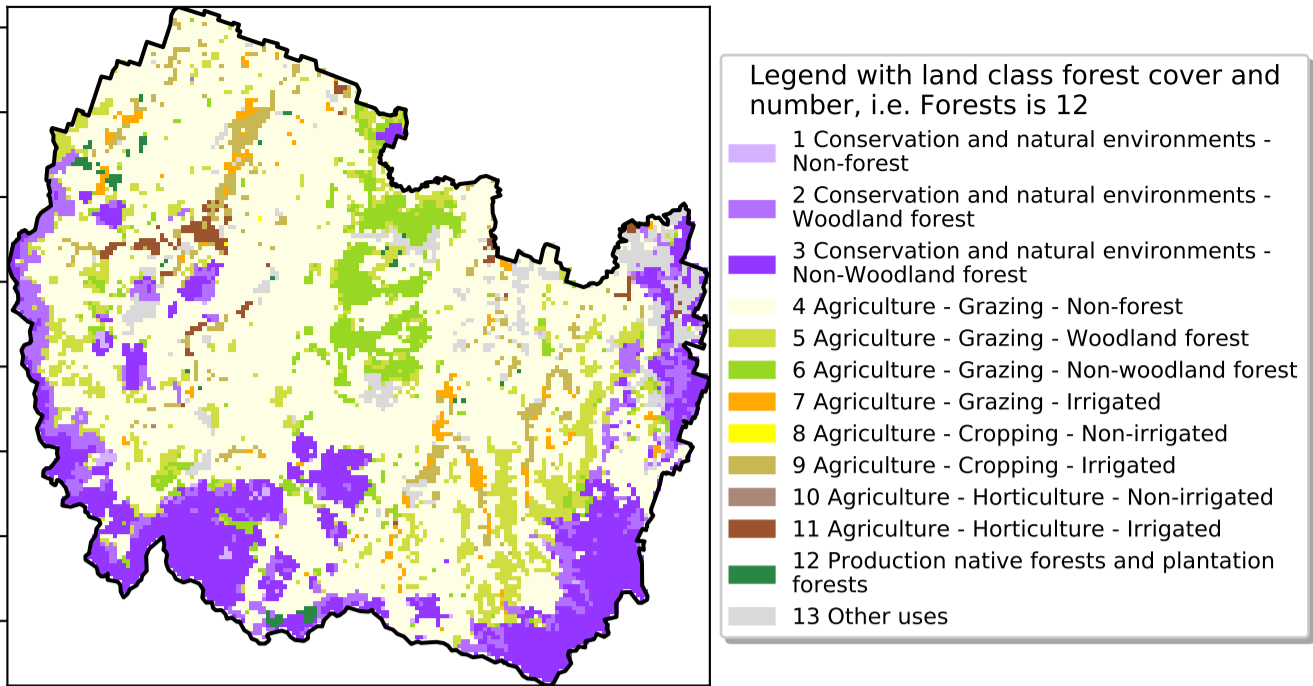 Legend with land class forest cover and
number, i.e. Forests is 12
1 Conservation and natural environments -
Non-forest
2 Conservation and natural environments -
Woodland forest
3 Conservation and natural environments -
Non-Woodland forest
4 Agriculture - Grazing - Non-forest
5 Agriculture - Grazing - Woodland forest
6 Agriculture - Grazing - Non-woodland forest
7 Agriculture - Grazing - Irrigated
8 Agriculture - Cropping - Non-irrigated
9 Agriculture - Cropping - Irrigated
10 Agriculture - Horticulture - Non-irrigated
11 Agriculture - Horticulture - Irrigated
12 Production native forests and plantation
forests
13 Other uses